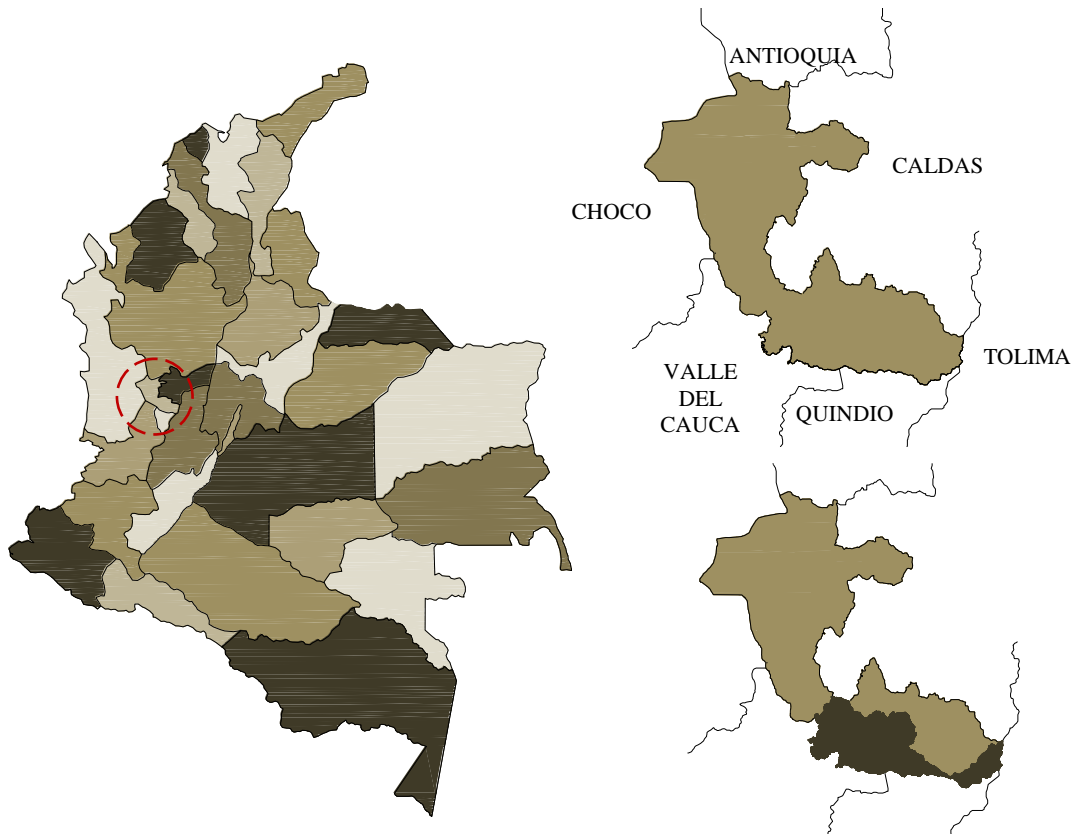 ANTIOQUIA
CALDAS
CHOCO
TOLIMA
VALLE
DEL
CAUCA
QUINDIO